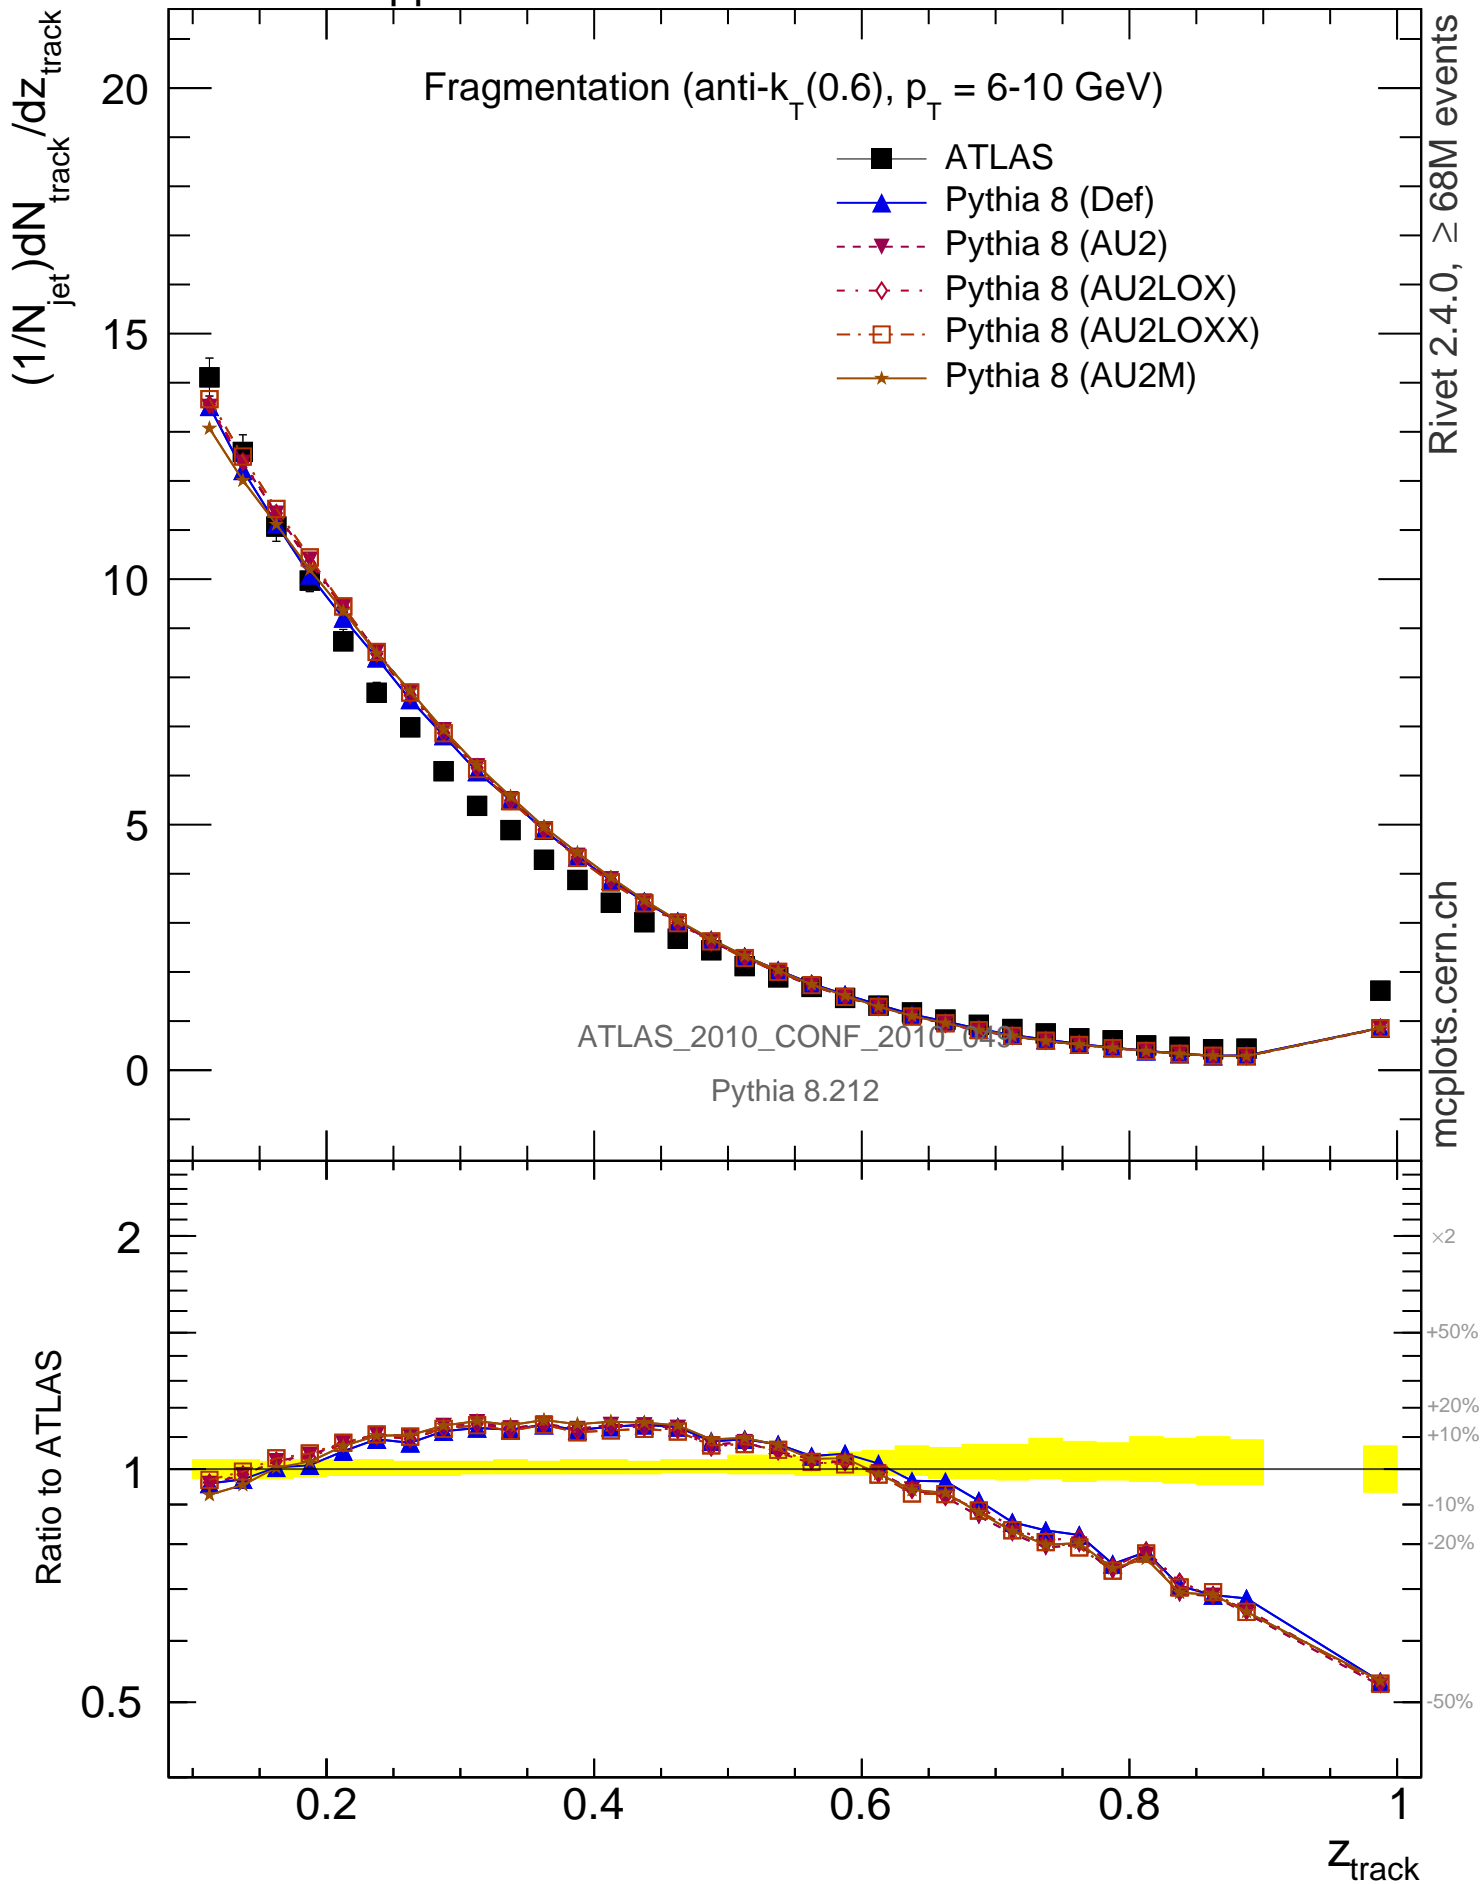 pp
Fragmentation (anti-k_T(0.6), p_T = 6-10 GeV)
(1/N_jet)dN_track/dz_track
ATLAS
Pythia 8 (Def)
Pythia 8 (AU2)
Pythia 8 (AU2LOX)
Pythia 8 (AU2LOXX)
Pythia 8 (AU2M)
20
15
10
5
0
ATLAS_2010_CONF_2010_049
Pythia 8.212
Rivet 2.4.0, ≥ 68M events
mcplots.cern.ch
Ratio to ATLAS
2
1
0.5
×2
+50%
+20%
+10%
-10%
-20%
-50%
0.2
0.4
0.6
0.8
1
z_track